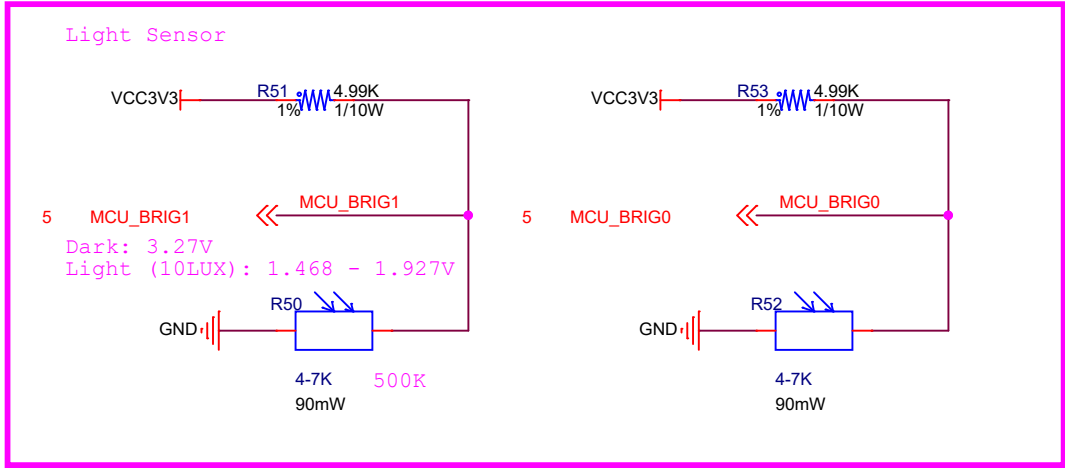 Light Sensor
VCC3V3
R51
4.99K
1%
1/10W
VCC3V3
R53
4.99K
1%
1/10W
5
MCU_BRIG1
MCU_BRIG1
5
MCU_BRIG0
MCU_BRIG0
Dark: 3.27V
Light (10LUX): 1.468 - 1.927V
R50
GND
4-7K
500K
90mW
R52
GND
4-7K
90mW